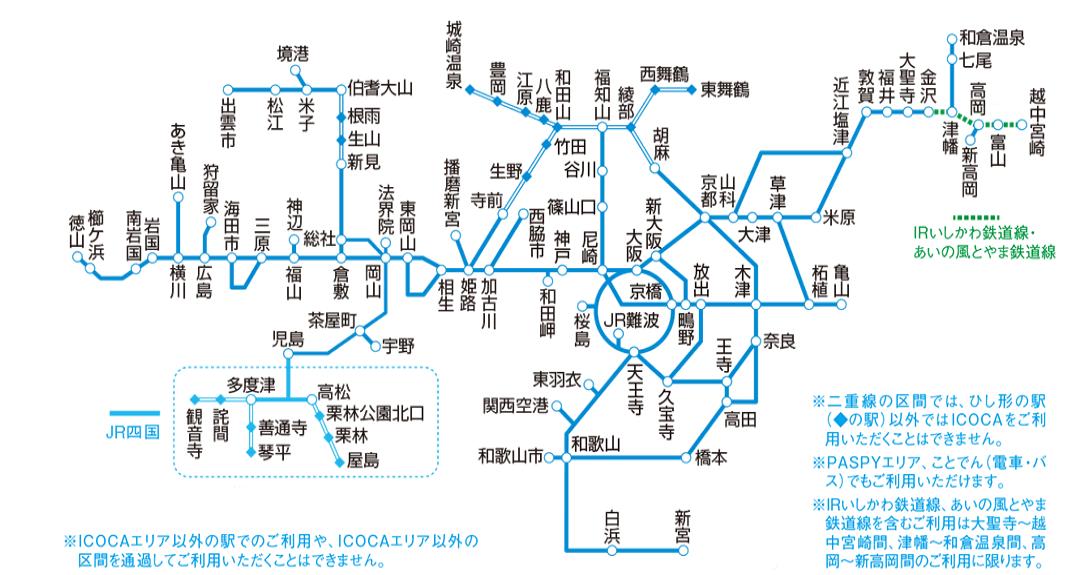 城崎温泉
豊岡
江原
八鹿
和田山
福知山
綾部
西舞鶴
東舞鶴
近江塩津
敦賀
福井
大聖寺
金沢
和倉温泉
七尾
高岡
越中宮崎
津幡
新高岡
富山
境港
伯耆大山
出雲市
松江
米子
根雨
生山
新見
竹田
生野
寺前
谷川
篠山口
胡麻
あき亀山
狩留家
海田市
三原
神辺
総社
法界院
東岡山
播磨新宮
西脇市
神戸
尼崎
新大阪
大阪
京都
山科
草津
米原
大津
IRいしかわ鉄道線・
あいの風とやま鉄道線
徳山
櫛ケ浜
南岩国
岩国
横川
広島
福山
倉敷
岡山
相生
姫路
加古川
和田岬
京橋
放出
木津
柘植
亀山
桜島
JR難波
鴫野
奈良
王寺
茶屋町
児島
宇野
天王寺
久宝寺
高田
東羽衣
関西空港
多度津
高松
栗林公園北口
栗林
屋島
観音寺
詫間
善通寺
琴平
JR四国
和歌山市
和歌山
橋本
白浜
新宮
※二重線の区間では、ひし形の駅
(◆の駅)以外ではICOCAをご利
用いただくことはできません。
※PASPYエリア、ことでん(電車・バ
ス)でもご利用いただけます。
※IRいしかわ鉄道線、あいの風とやま
鉄道線を含むご利用は大聖寺〜越
中宮崎間、津幡〜和倉温泉間、高
岡〜新高岡間のご利用に限ります。
※ICOCAエリア以外の駅でのご利用や、ICOCAエリア以外の
区間を通過してご利用いただくことはできません。